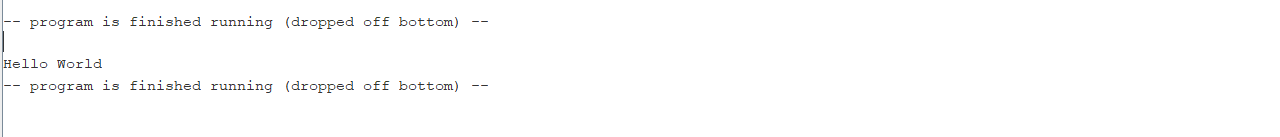 -- program is finished running (dropped off bottom) --
Hello World
-- program is finished running (dropped off bottom) --